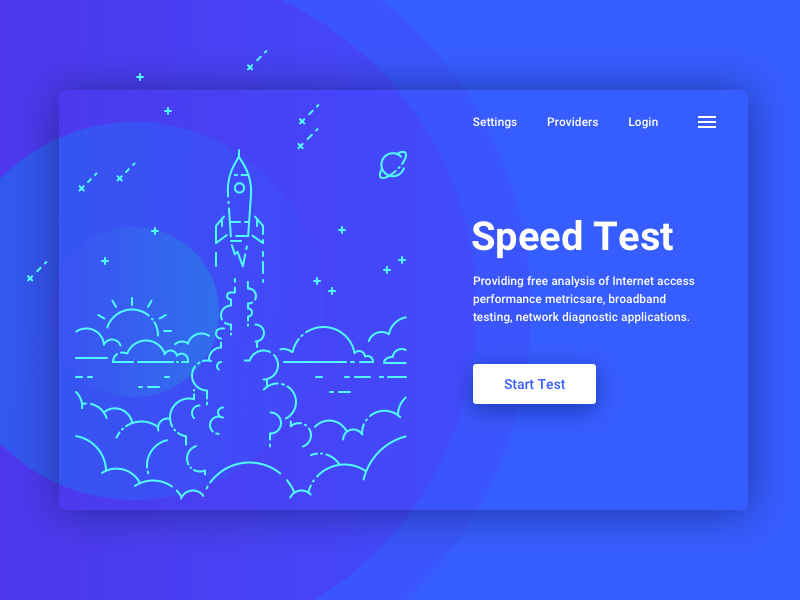 Settings Providers Login
Speed Test
Providing free analysis of Internet access
performance metricsare, broadband
testing, network diagnostic applications.
Start Test